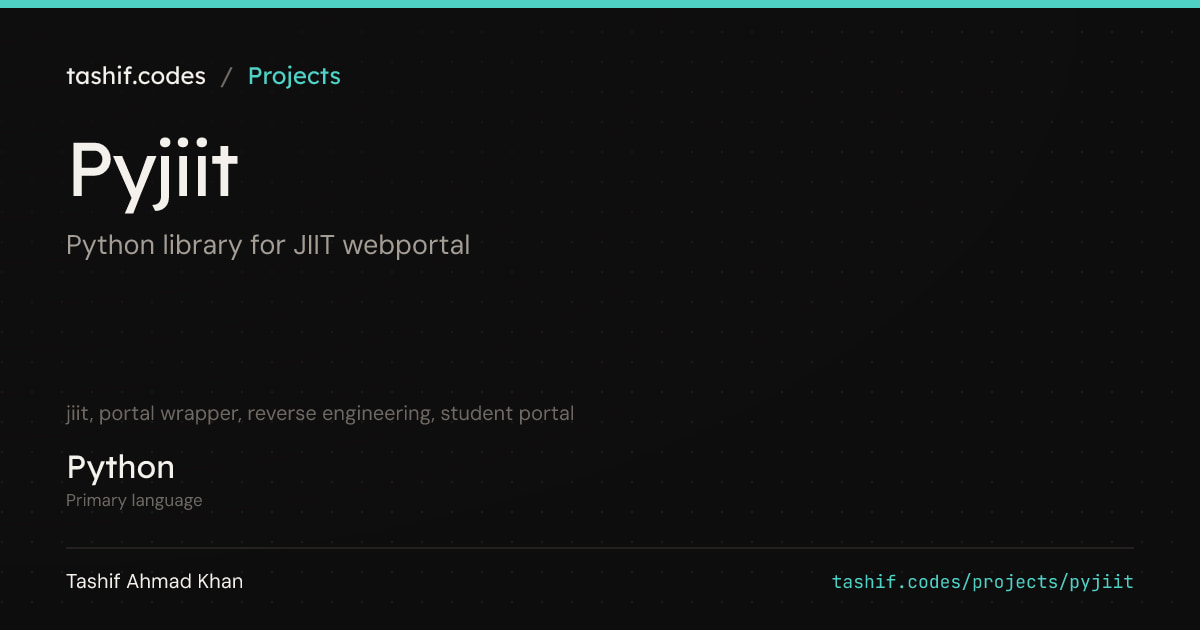 tashif.codes / Projects
Pyjiit
Python library for JIIT webportal
jiit, portal wrapper, reverse engineering, student portal
Python
Primary language
Tashif Ahmad Khan
tashif.codes/projects/pyjiit